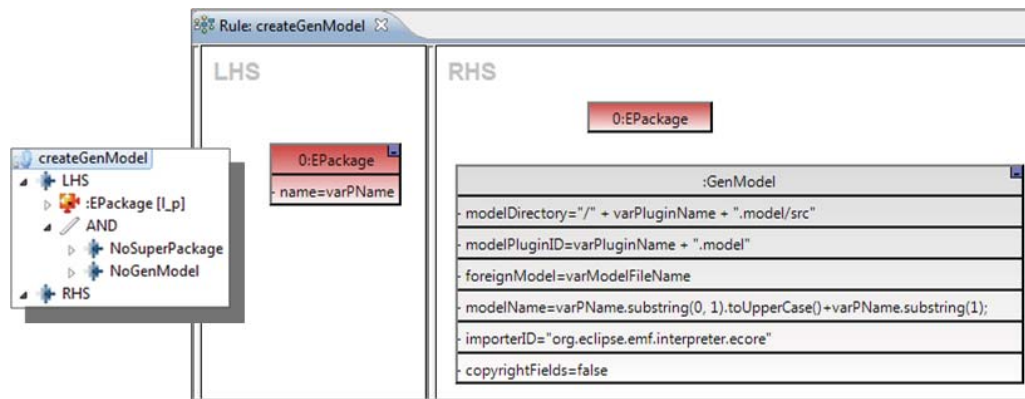 Rule: createGenModel
LHS
RHS
0:EPackage
0:EPackage
name=varPName
:GenModel
- modelDirectory="/" + varPluginName + ".model/src"
- modelPluginID=varPluginName + ".model"
- foreignModel=varModelFileName
- modelName=varPName.substring(0, 1).toUpperCase()+varPName.substring(1);
- importerID="org.eclipse.emf.interpreter.ecore"
- copyrightFields=false
createGenModel
LHS
:EPackage [l_p]
AND
NoSuperPackage
NoGenModel
RHS